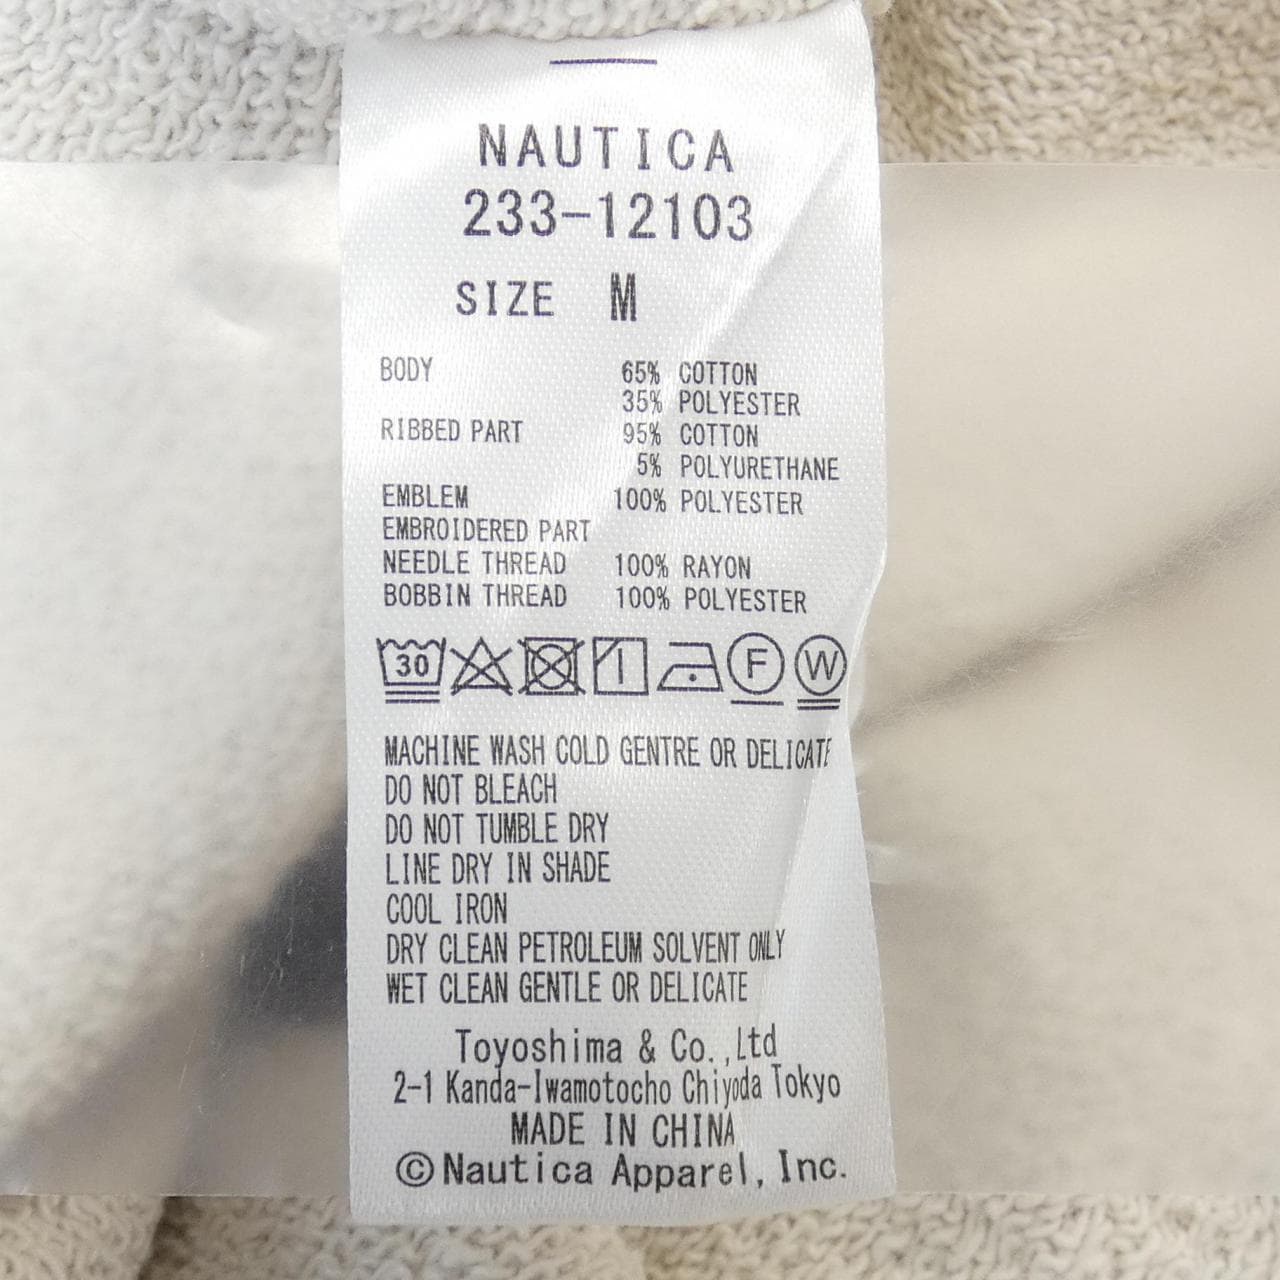 NAUTICA
233-12103
SIZE M
BODY 65% COTTON
35% POLYESTER
RIBBED PART 95% COTTON
5% POLYURETHANE
EMBLEM 100% POLYESTER
EMBROIDERED PART
NEEDLE THREAD 100% RAYON
BOBBIN THREAD 100% POLYESTER
30 F W
MACHINE WASH COLD GENTRE OR DELICATE
DO NOT BLEACH
DO NOT TUMBLE DRY
LINE DRY IN SHADE
COOL IRON
DRY CLEAN PETROLEUM SOLVENT ONLY
WET CLEAN GENTLE OR DELICATE
Toyoshima & Co.,Ltd
2-1 Kanda-Iwamotocho Chiyoda Tokyo
MADE IN CHINA
©Nautica Apparel, Inc.